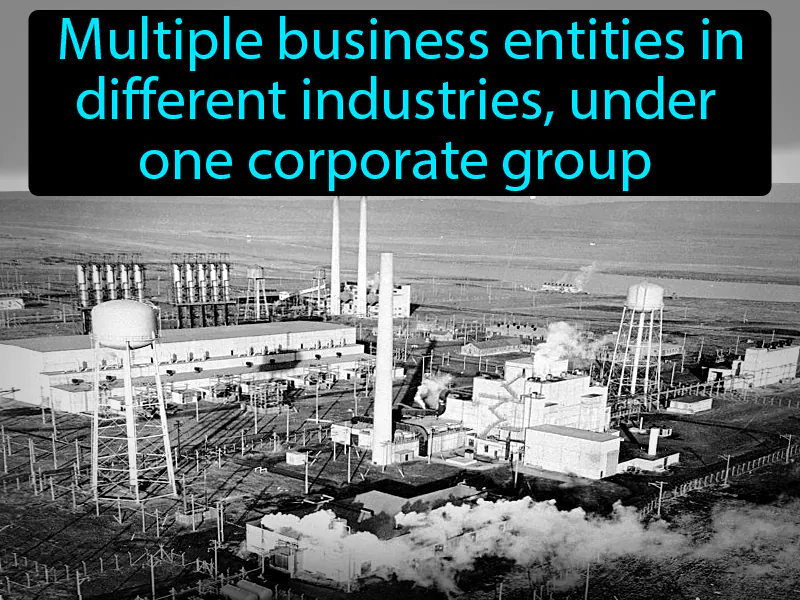 Multiple business entities in
different industries, under
one corporate group